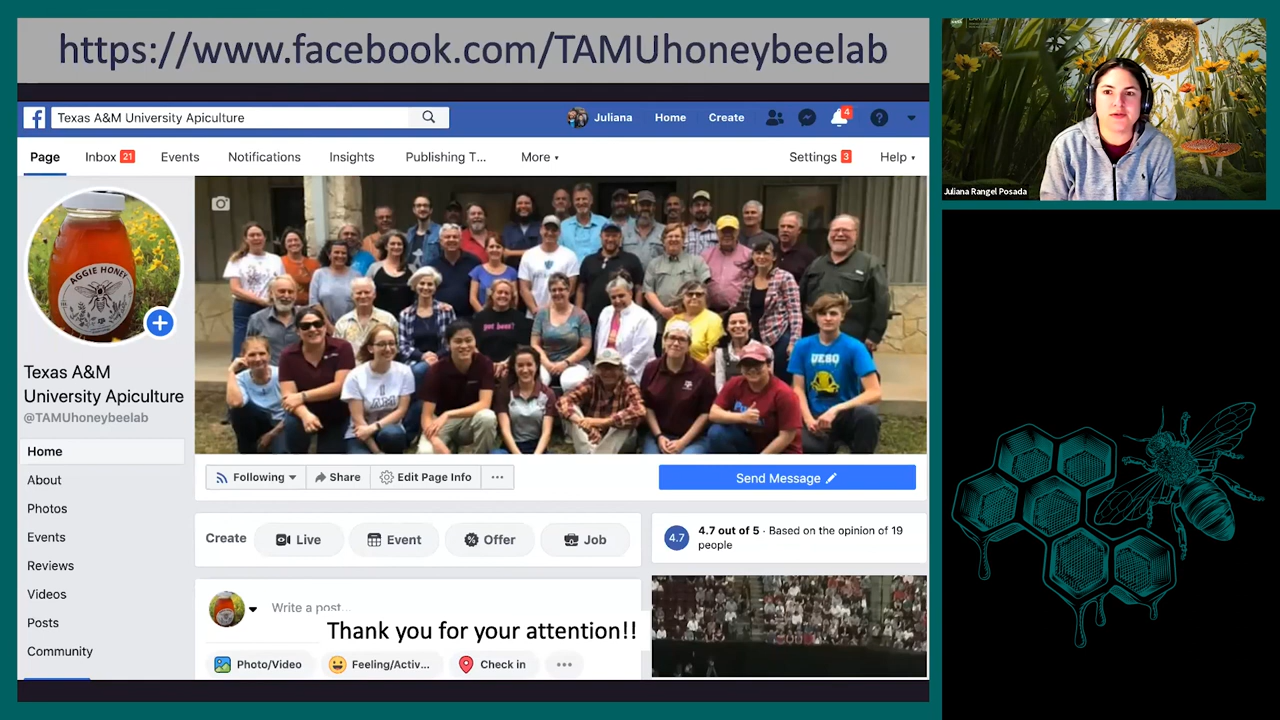 https://www.facebook.com/TAMUhoneybeelab
Texas A&M University Apiculture
Juliana
Home
Create
4
Page
Inbox 21
Events
Notifications
Insights
Publishing T...
More
Settings 3
Help
Juliana Rangel Posada
AGGIE HONEY
got bees?
I
AM
UESO
Texas A&M
University Apiculture
@TAMUhoneybeelab
Home
About
Photos
Events
Reviews
Videos
Posts
Community
Following
Share
Edit Page Info
...
Send Message
Create
Live
Event
Offer
Job
4.7
4.7 out of 5 · Based on the opinion of 19
people
Write a post...
Thank you for your attention!!
Photo/Video
Feeling/Activ...
Check in
...